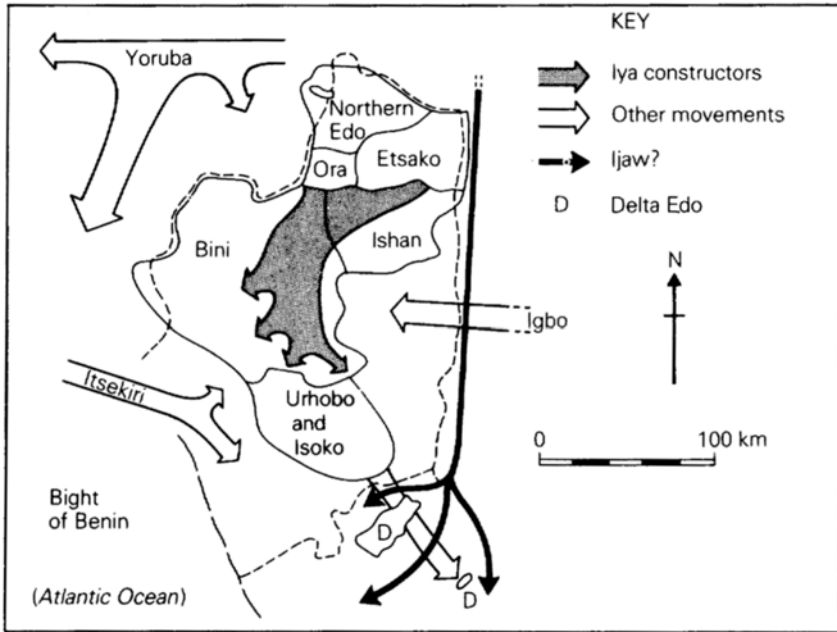 KEY
Iya constructors
Other movements
Ijaw?
D Delta Edo
N
0 100 km
Yoruba
Northern
Edo
Ora
Etsako
Bini
Ishan
Igbo
Itsekiri
Urhobo
and
Isoko
Bight
of Benin
(Atlantic Ocean)
D
D